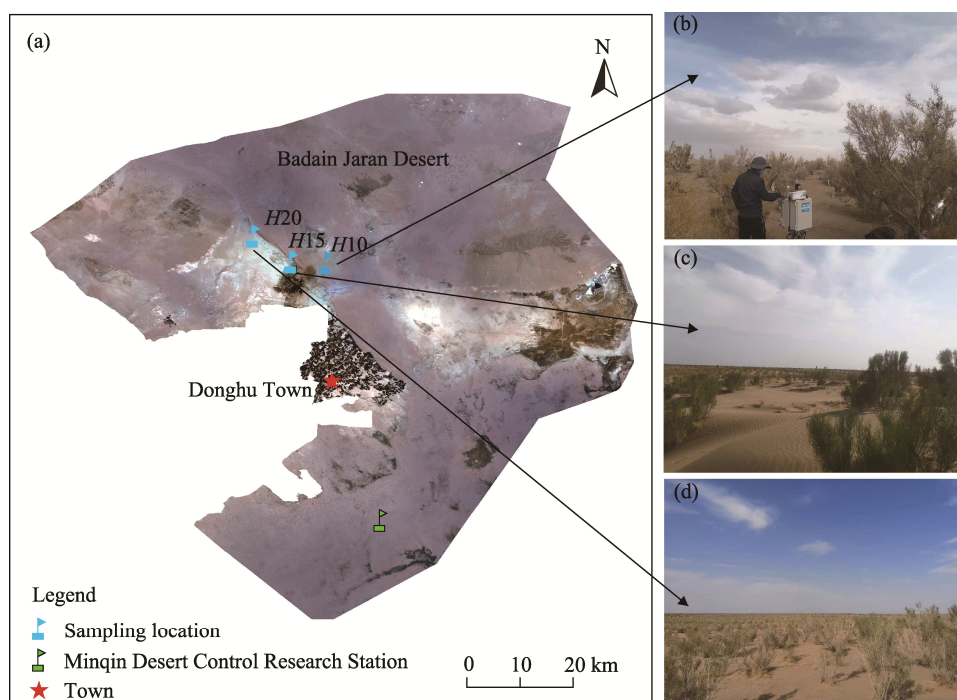 (a)
N
Badain Jaran Desert
H20
H15
H10
Donghu Town
Legend
Sampling location
Minqin Desert Control Research Station
Town
0 10 20 km
(b)
(c)
(d)